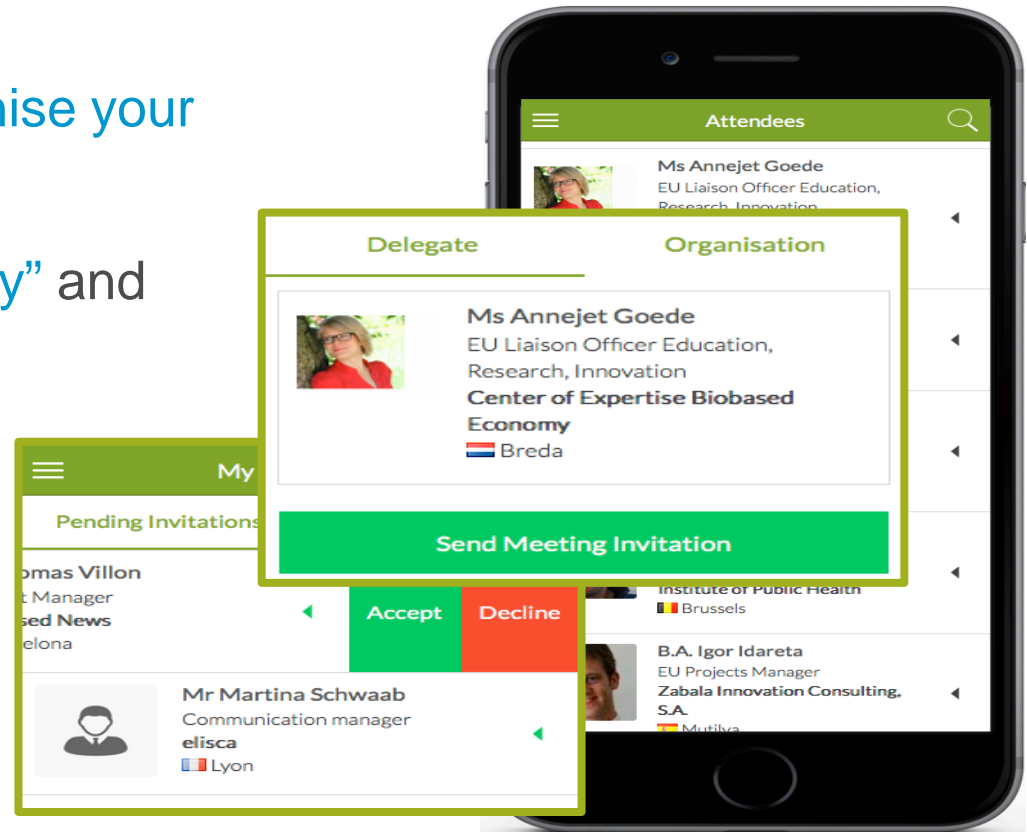 nise your
y” and
Attendees
Ms Annejet Goede
EU Liaison Officer Education,
Research, Innovation
Delegate
Organisation
Ms Annejet Goede
EU Liaison Officer Education,
Research, Innovation
Center of Expertise Biobased
Economy
Breda
Send Meeting Invitation
My
Pending Invitations
omas Villon
t Manager
sed News
elona
Accept
Decline
Mr Martina Schwaab
Communication manager
elisca
Lyon
Institute of Public Health
Brussels
B.A. Igor Idareta
EU Projects Manager
Zabala Innovation Consulting,
S.A.
Mutilva